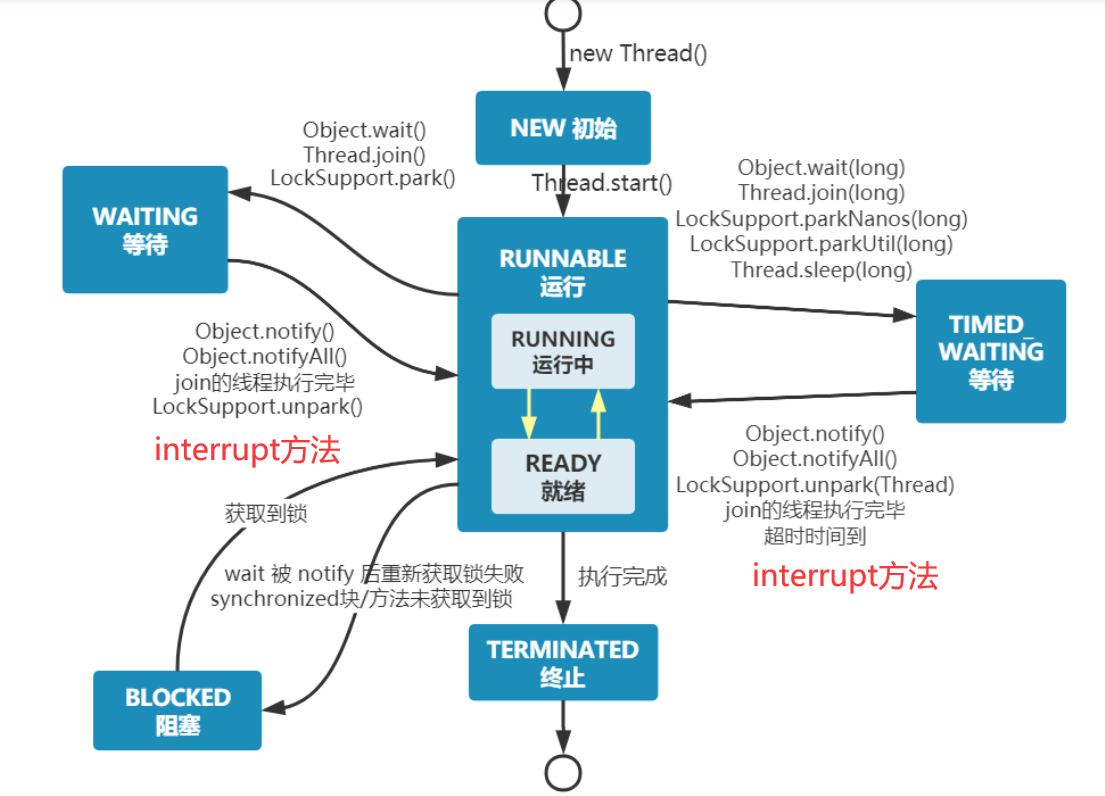 new Thread()
NEW 初始
Thread.start()
Object.wait()
Thread.join()
LockSupport.park()
WAITING
等待
Object.wait(long)
Thread.join(long)
LockSupport.parkNanos(long)
LockSupport.parkUtil(long)
Thread.sleep(long)
RUNNABLE
运行
RUNNING
运行中
READY
就绪
TIMED_
WAITING
等待
Object.notify()
Object.notifyAll()
join的线程执行完毕
LockSupport.unpark()
interrupt方法
Object.notify()
Object.notifyAll()
LockSupport.unpark(Thread)
join的线程执行完毕
超时时间到
interrupt方法
获取到锁
wait 被 notify 后重新获取锁失败
synchronized块/方法未获取到锁
执行完成
TERMINATED
终止
BLOCKED
阻塞